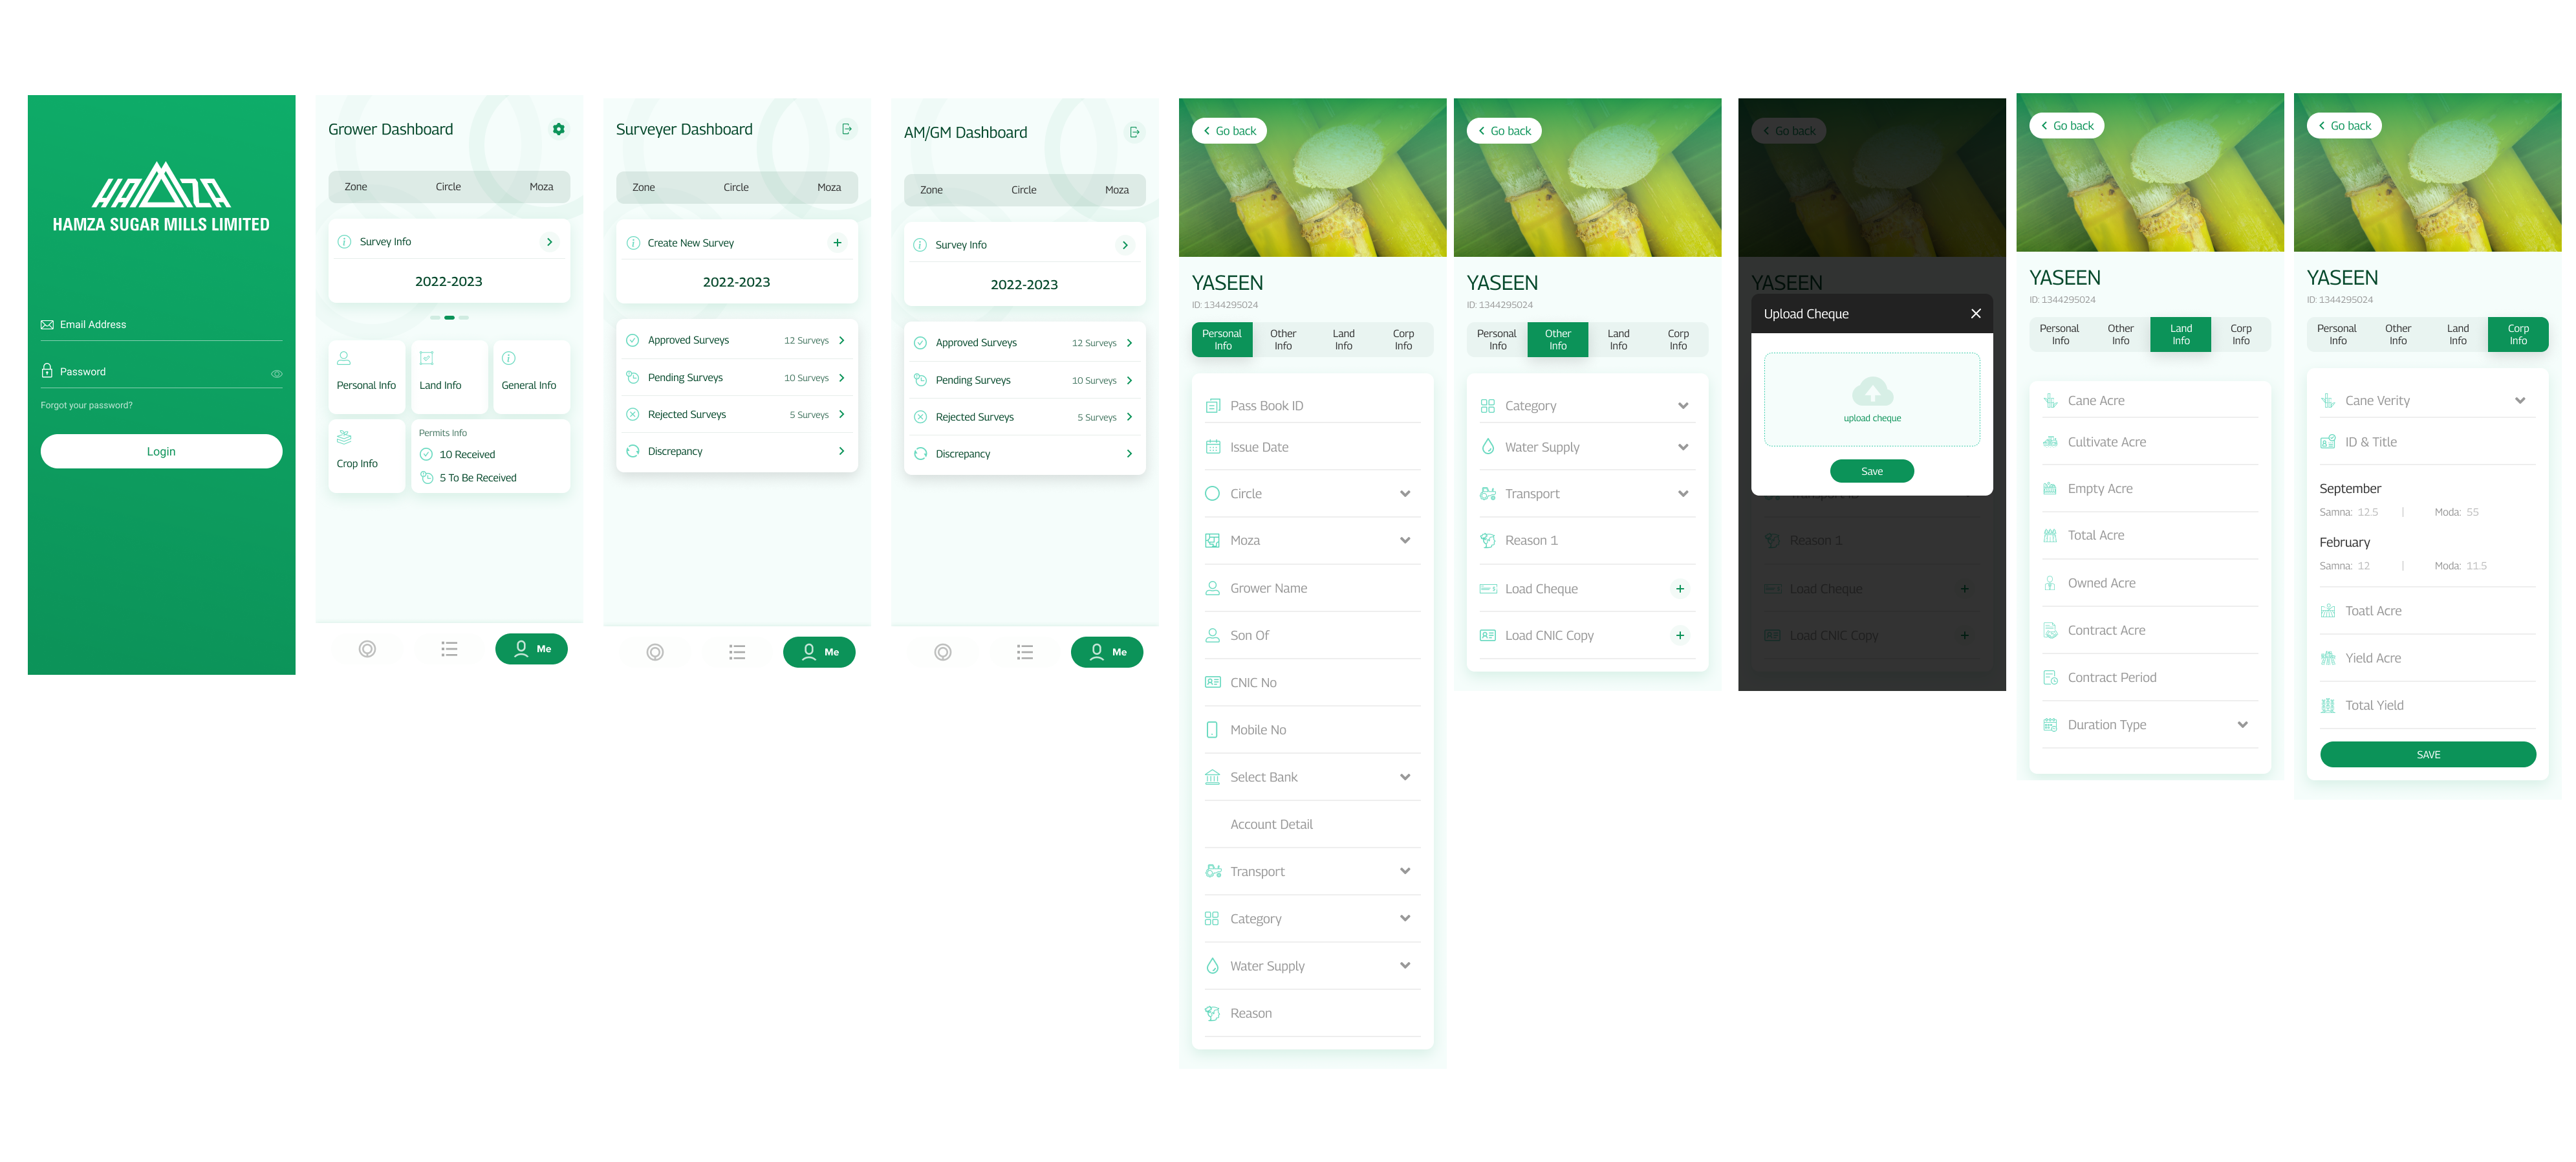 HAMZA
HAMZA SUGAR MILLS LIMITED
Email Address
Password
Forgot your password?
Login
Grower Dashboard
Zone Circle Moza
Survey Info
2022-2023
Personal Info Land Info General Info
Crop Info
Permits Info
10 Received
5 To Be Received
Me
Surveyer Dashboard
Zone Circle Moza
Create New Survey
2022-2023
Approved Surveys 12 Surveys
Pending Surveys 10 Surveys
Rejected Surveys 5 Surveys
Discrepancy
Me
AM/GM Dashboard
Zone Circle Moza
Survey Info
2022-2023
Approved Surveys 12 Surveys
Pending Surveys 10 Surveys
Rejected Surveys 5 Surveys
Discrepancy
Me
Go back
YASEEN
ID: 1344295024
Personal Other Land Corp
Info Info Info Info
Pass Book ID
Issue Date
Circle
Moza
Grower Name
Son Of
CNIC No
Mobile No
Select Bank
Account Detail
Transport
Category
Water Supply
Reason
Go back
YASEEN
ID: 1344295024
Personal Other Land Corp
Info Info Info Info
Category
Water Supply
Transport
Reason 1
Load Cheque
Load CNIC Copy
Go back
YASEEN
Upload Cheque
upload cheque
Save
Reason 1
Load Cheque
Load CNIC Copy
Go back
YASEEN
ID: 1344295024
Personal Other Land Corp
Info Info Info Info
Cane Acre
Cultivate Acre
Empty Acre
Total Acre
Owned Acre
Contract Acre
Contract Period
Duration Type
Go back
YASEEN
ID: 1344295024
Personal Other Land Corp
Info Info Info Info
Cane Verity
ID & Title
September
Samna: 12.5 | Moda: 55
February
Samna: 12 | Moda: 11.5
Toatl Acre
Yield Acre
Total Yield
SAVE